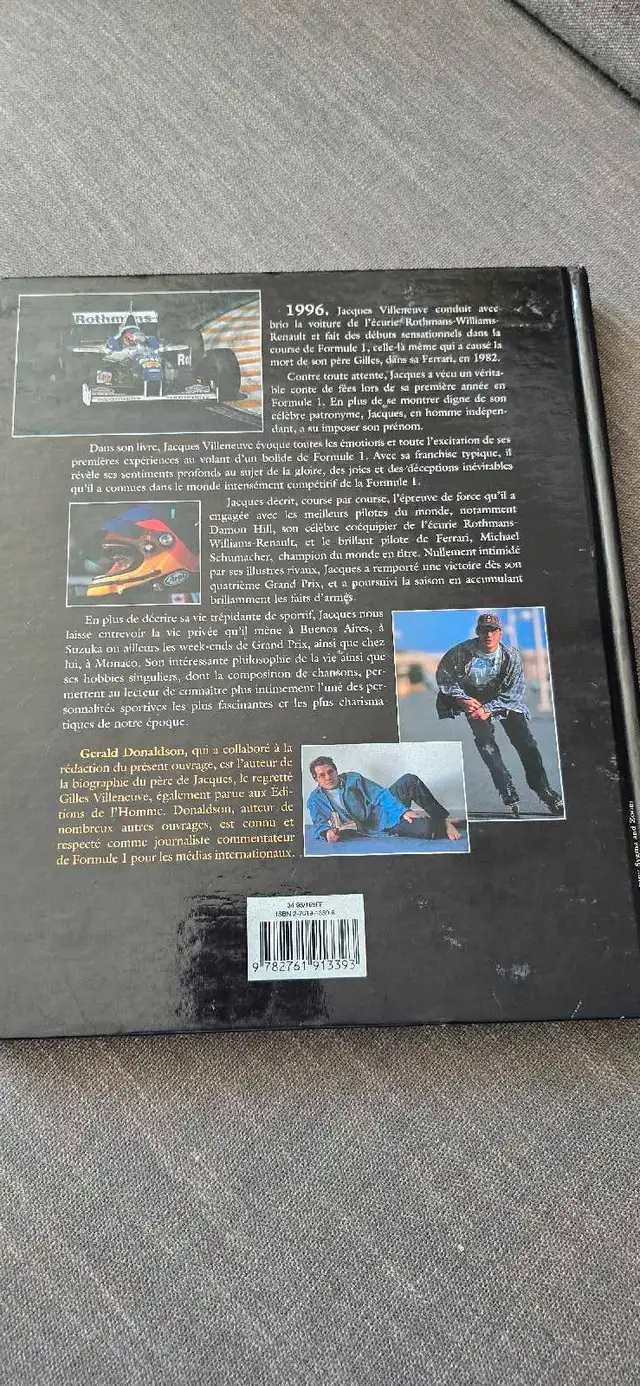 Rothmans
Ro
1996. Jacques Villeneuve conduit avec
brio la voiture de l'écurie Rothmans-Williams-
Renault et fait des débuts sensationnels dans la
course de Formule 1, celle-là même qui a causé la
mort de son père Gilles, dans sa Ferrari, en 1982.
Contre toute attente, Jacques a vécu un vérita-
ble conte de fées lors de sa première année en
Formule 1. En plus de se montrer digne de son
célèbre patronyme, Jacques, en homme indépen-
dant, a su imposer son prénom.
Dans son livre, Jacques Villeneuve évoque toutes les émotions et toute l'excitation de ses
premières expériences au volant d'un bolide de Formule 1. Avec sa franchise typique, il
révèle ses sentiments profonds au sujet de la gloire, des joies et des déceptions inévitables
qu'il a connues dans le monde intensément compétitif de la Formule 1.
Jacques décrit, course par course, l'épreuve de force qu'il a
engagée avec les meilleurs pilotes du monde, notamment
Damon Hill, son célèbre coéquipier de l'écurie Rothmans-
Williams-Renault, et le brillant pilote de Ferrari, Michael
Schumacher, champion du monde en titre. Nullement intimidé
par ses illustres rivaux, Jacques a remporté une victoire dès son
quatrième Grand Prix, et a poursuivi la saison en accumulant
brillamment les faits d'armes.
Arai
En plus de décrire sa vie trépidante de sportif, Jacques nous
laisse entrevoir la vie privée qu'il mène à Buenos Aires, à
Suzuka ou ailleurs les week-ends de Grand Prix, ainsi que chez
lui, à Monaco. Son intéressante philosophie de la vie ainsi que
ses hobbies singuliers, dont la composition de chansons, per-
mettent au lecteur de connaître plus intimement l'une des per-
sonnalités sportives les plus fascinantes et les plus charisma-
tiques de notre époque.
Gerald Donaldson, qui a collaboré à la
rédaction du présent ouvrage, est l'auteur de
la biographie du père de Jacques, le regretté
Gilles Villeneuve, également parue aux Édi-
tions de l'Homme. Donaldson, auteur de
nombreux autres ouvrages, est connu et
respecté comme journaliste commentateur
de Formule 1 pour les médias internationaux.
ISBN 2-7619-1339-8
9 782761 913393
Sygma and Zoom